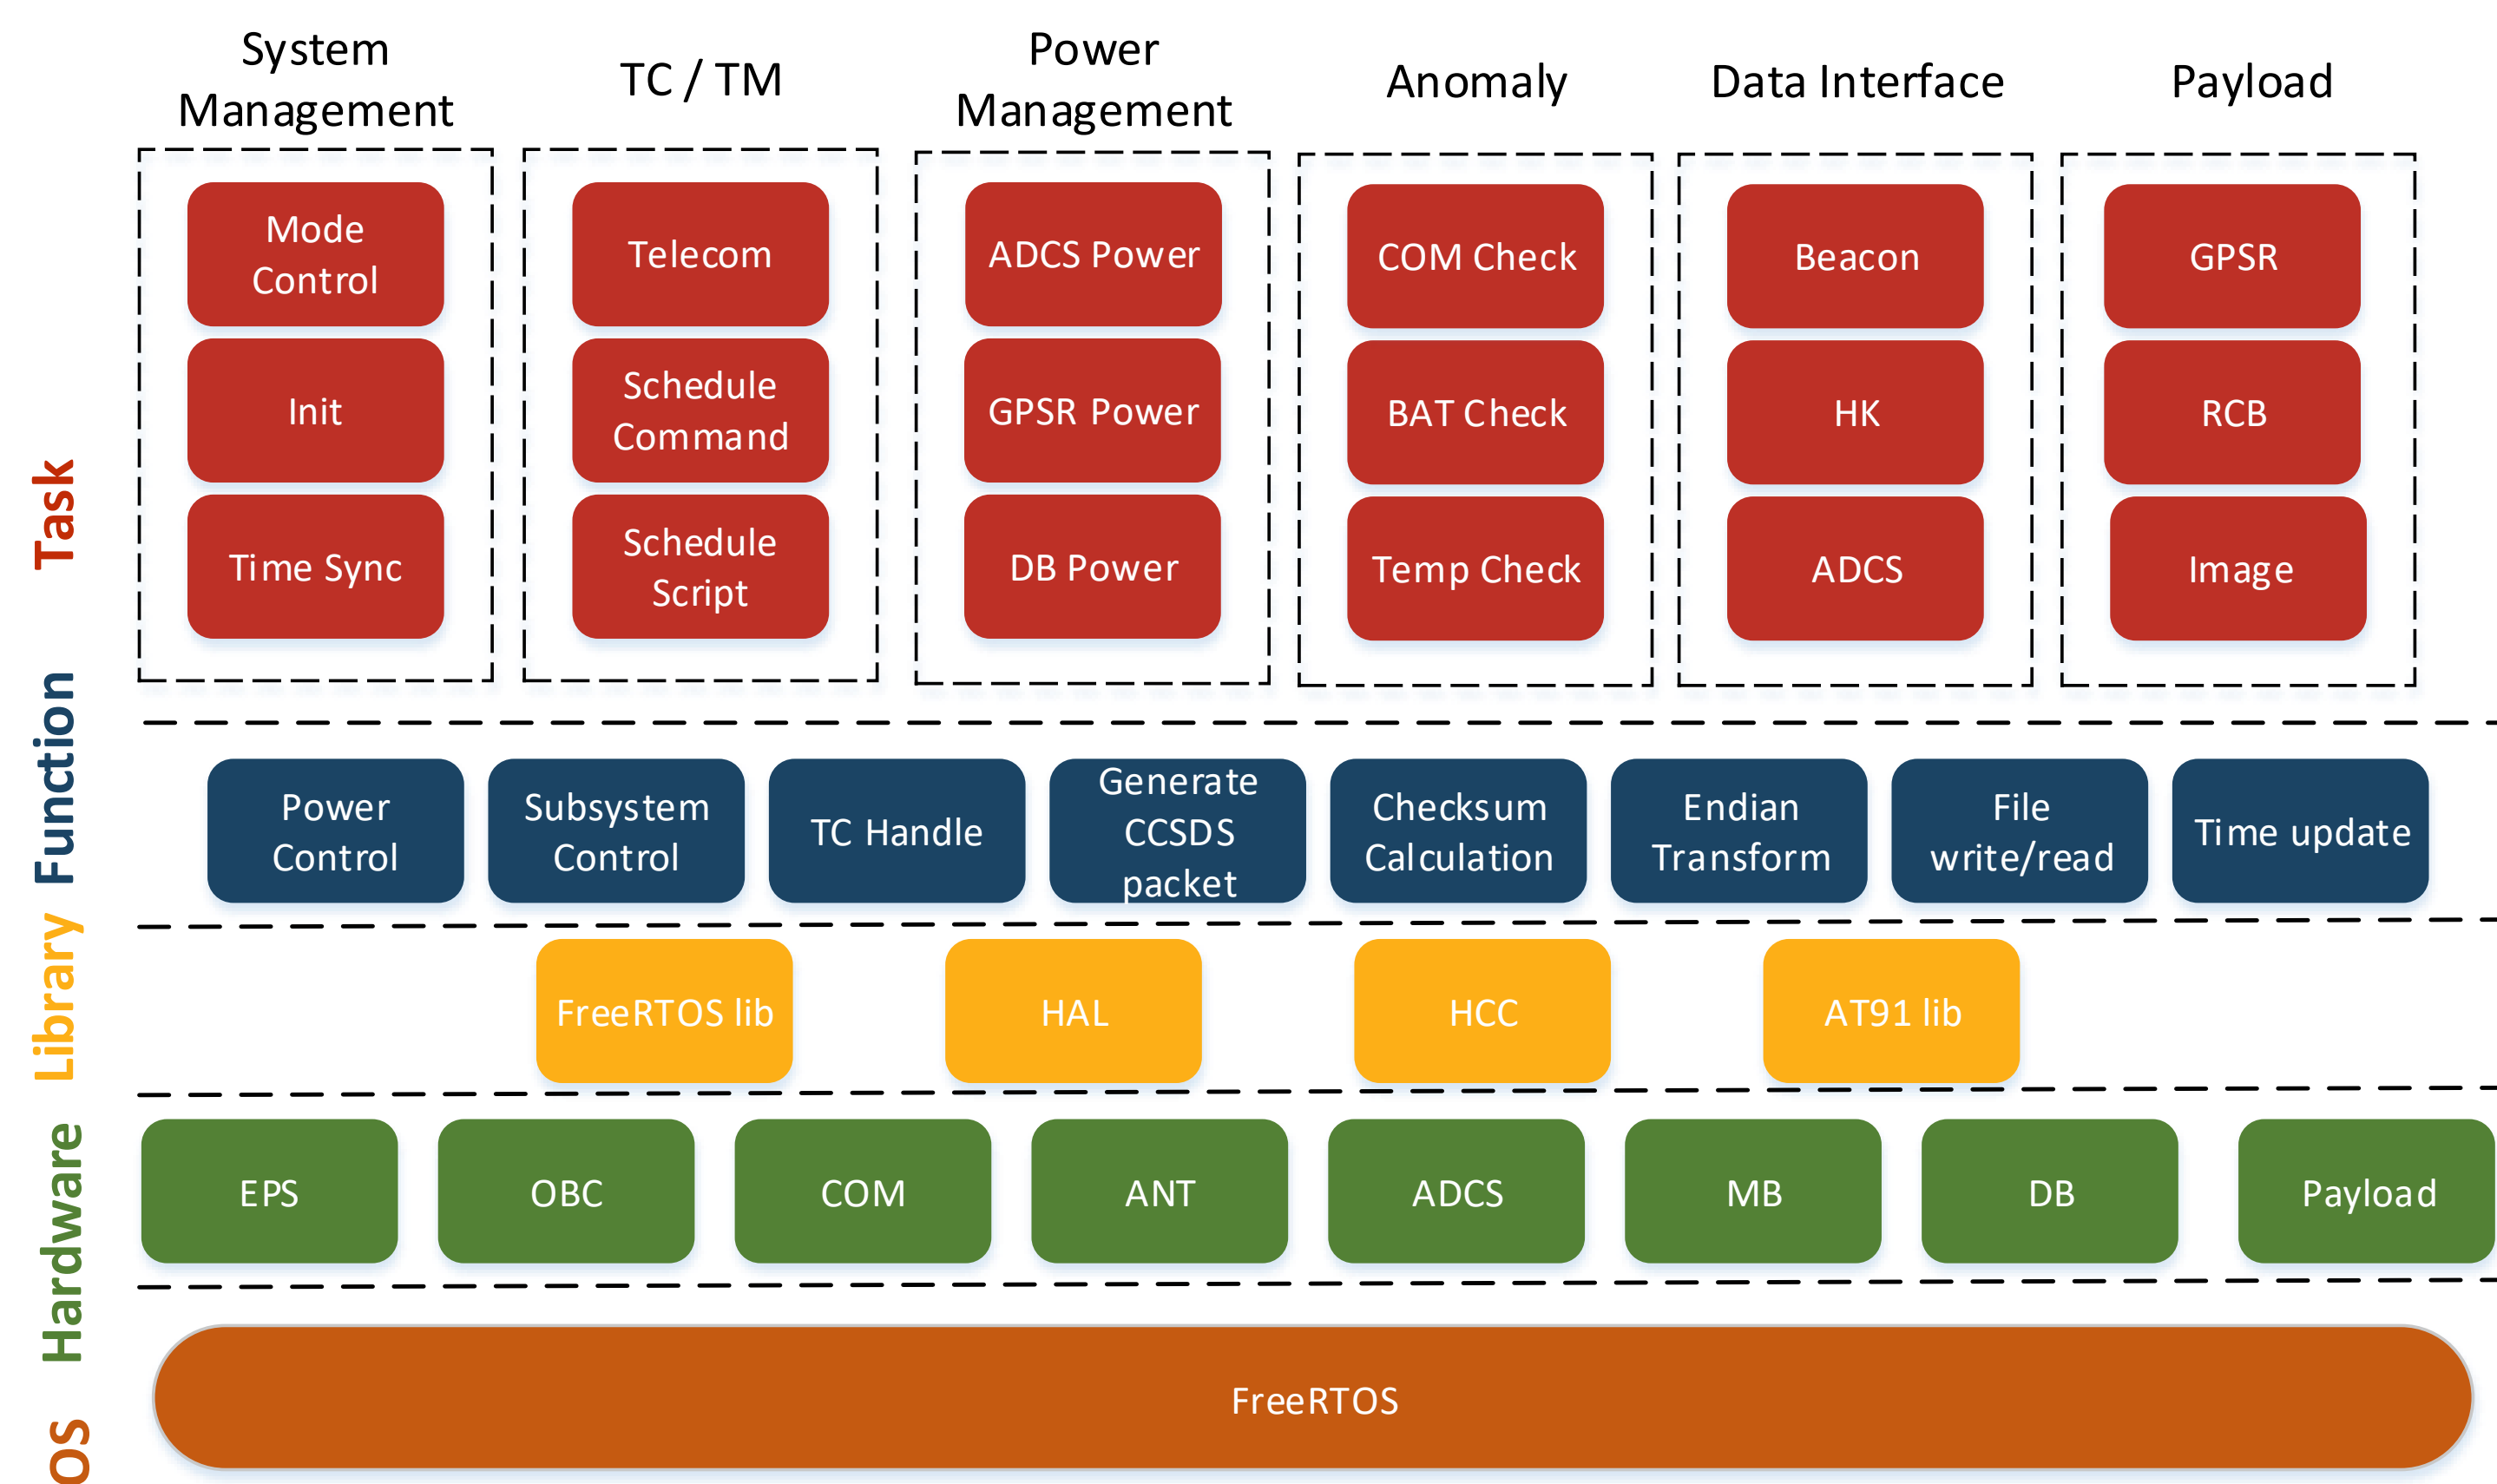 System
Management
TC / TM
Power
Management
Anomaly
Data Interface
Payload
Task
Mode
Control
Init
Time Sync
Telecom
Schedule
Command
Schedule
Script
ADCS Power
GPSR Power
DB Power
COM Check
BAT Check
Temp Check
Beacon
HK
ADCS
GPSR
RCB
Image
Function
Power
Control
Subsystem
Control
TC Handle
Generate
CCSDS
packet
Checksum
Calculation
Endian
Transform
File
write/read
Time update
Library
FreeRTOS lib
HAL
HCC
AT91 lib
Hardware
EPS
OBC
COM
ANT
ADCS
MB
DB
Payload
OS
FreeRTOS